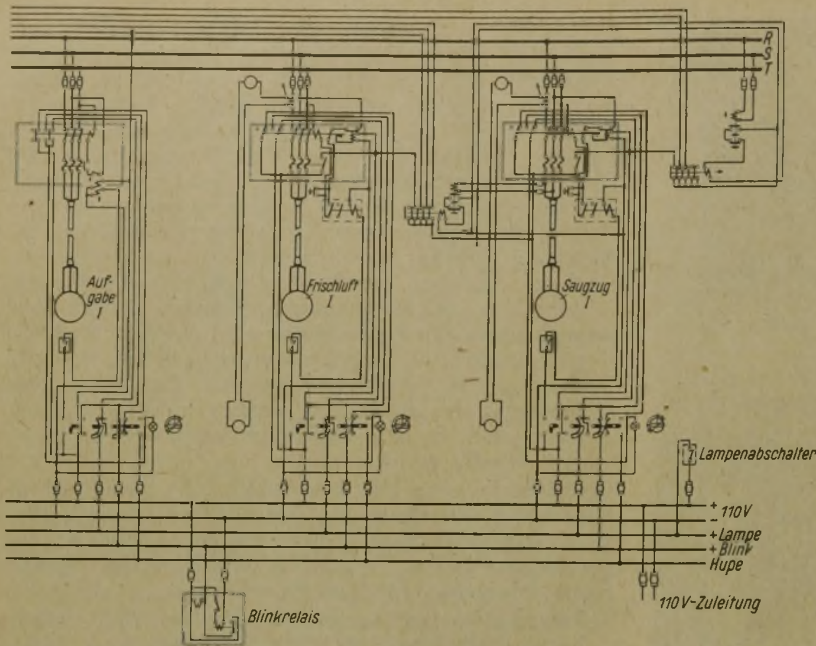 R
S
T
Auf-
gabe
I
Frischluft
I
Saugzug
I
Lampenabschalter
+ 110V
−
+Lampe
+Blink
Hupe
110V-Zuleitung
Blinkrelais